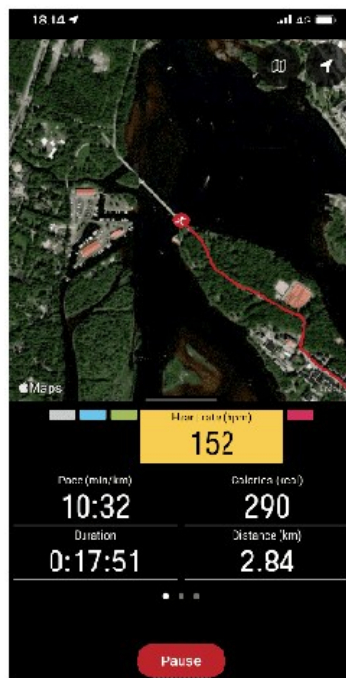 18:14
4G
Maps
Heart rate (bpm)
152
Pace (min/km)
10:32
Calories (kcal)
290
Duration
0:17:51
Distance (km)
2.84
Pause